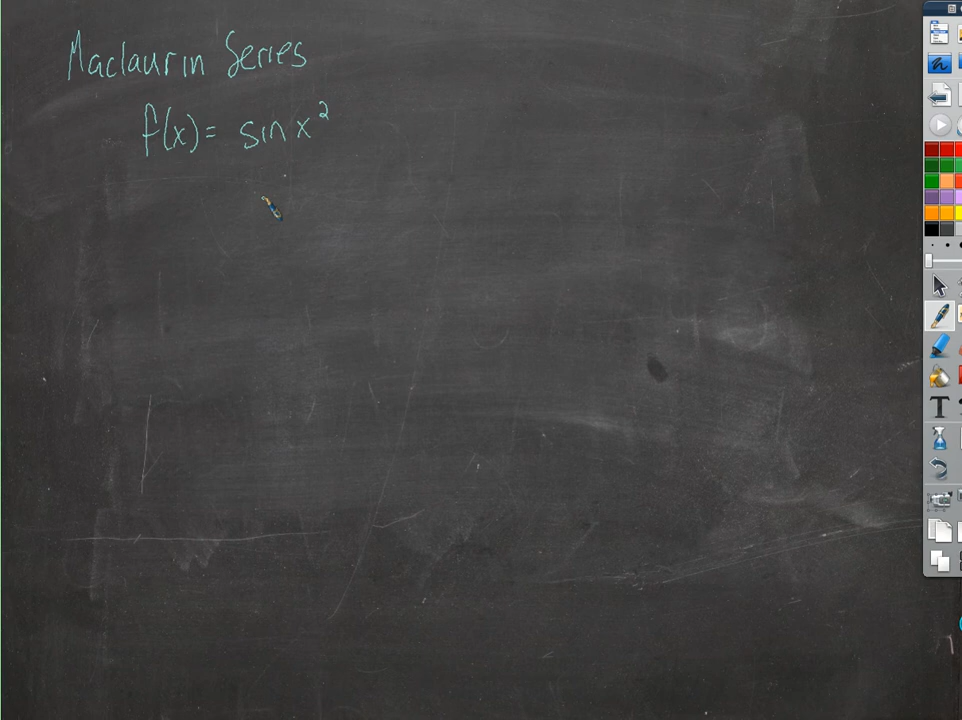 Maclaurin Series
f(x) = sin x²